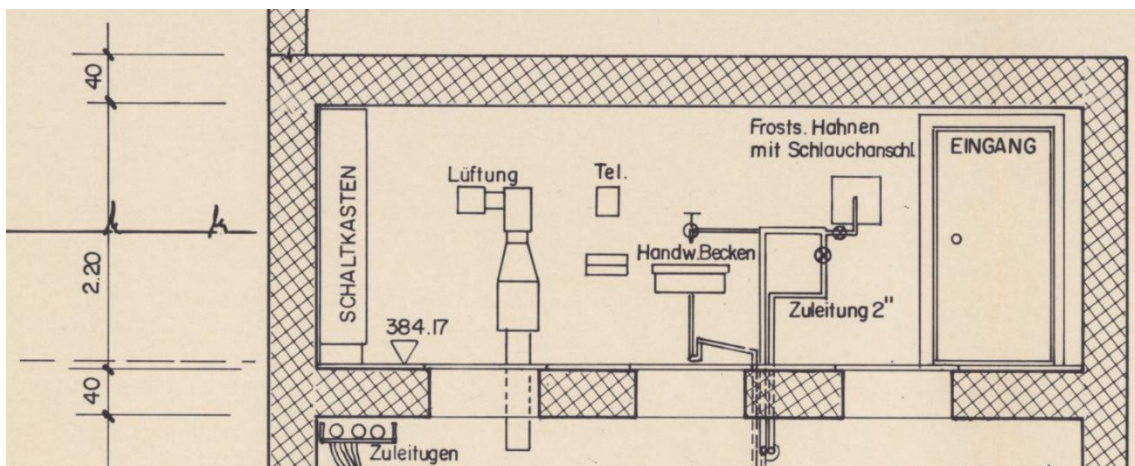 40
2.20
40
SCHALTKASTEN
Lüftung
Tel.
Frosts. Hahnen
mit Schlauchanschl.
EINGANG
Handw.Becken
Zuleitung 2"
384.17
Zuleitugen